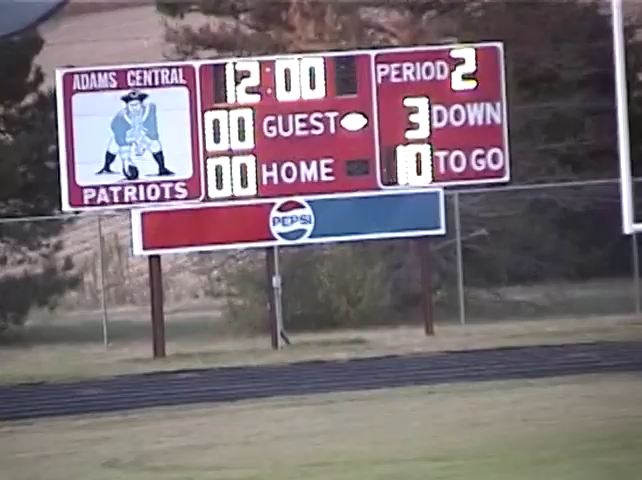 ADAMS CENTRAL
PATRIOTS
12:00
00 GUEST
00 HOME
PERIOD 2
3 DOWN
10 TO GO
PEPSI